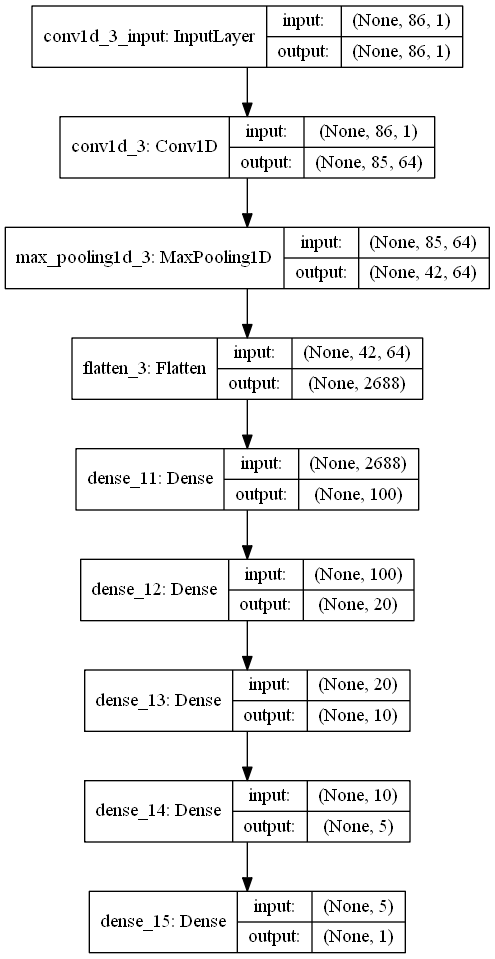 conv1d_3_input: InputLayer
input: (None, 86, 1)
output: (None, 86, 1)
conv1d_3: Conv1D
input: (None, 86, 1)
output: (None, 85, 64)
max_pooling1d_3: MaxPooling1D
input: (None, 85, 64)
output: (None, 42, 64)
flatten_3: Flatten
input: (None, 42, 64)
output: (None, 2688)
dense_11: Dense
input: (None, 2688)
output: (None, 100)
dense_12: Dense
input: (None, 100)
output: (None, 20)
dense_13: Dense
input: (None, 20)
output: (None, 10)
dense_14: Dense
input: (None, 10)
output: (None, 5)
dense_15: Dense
input: (None, 5)
output: (None, 1)